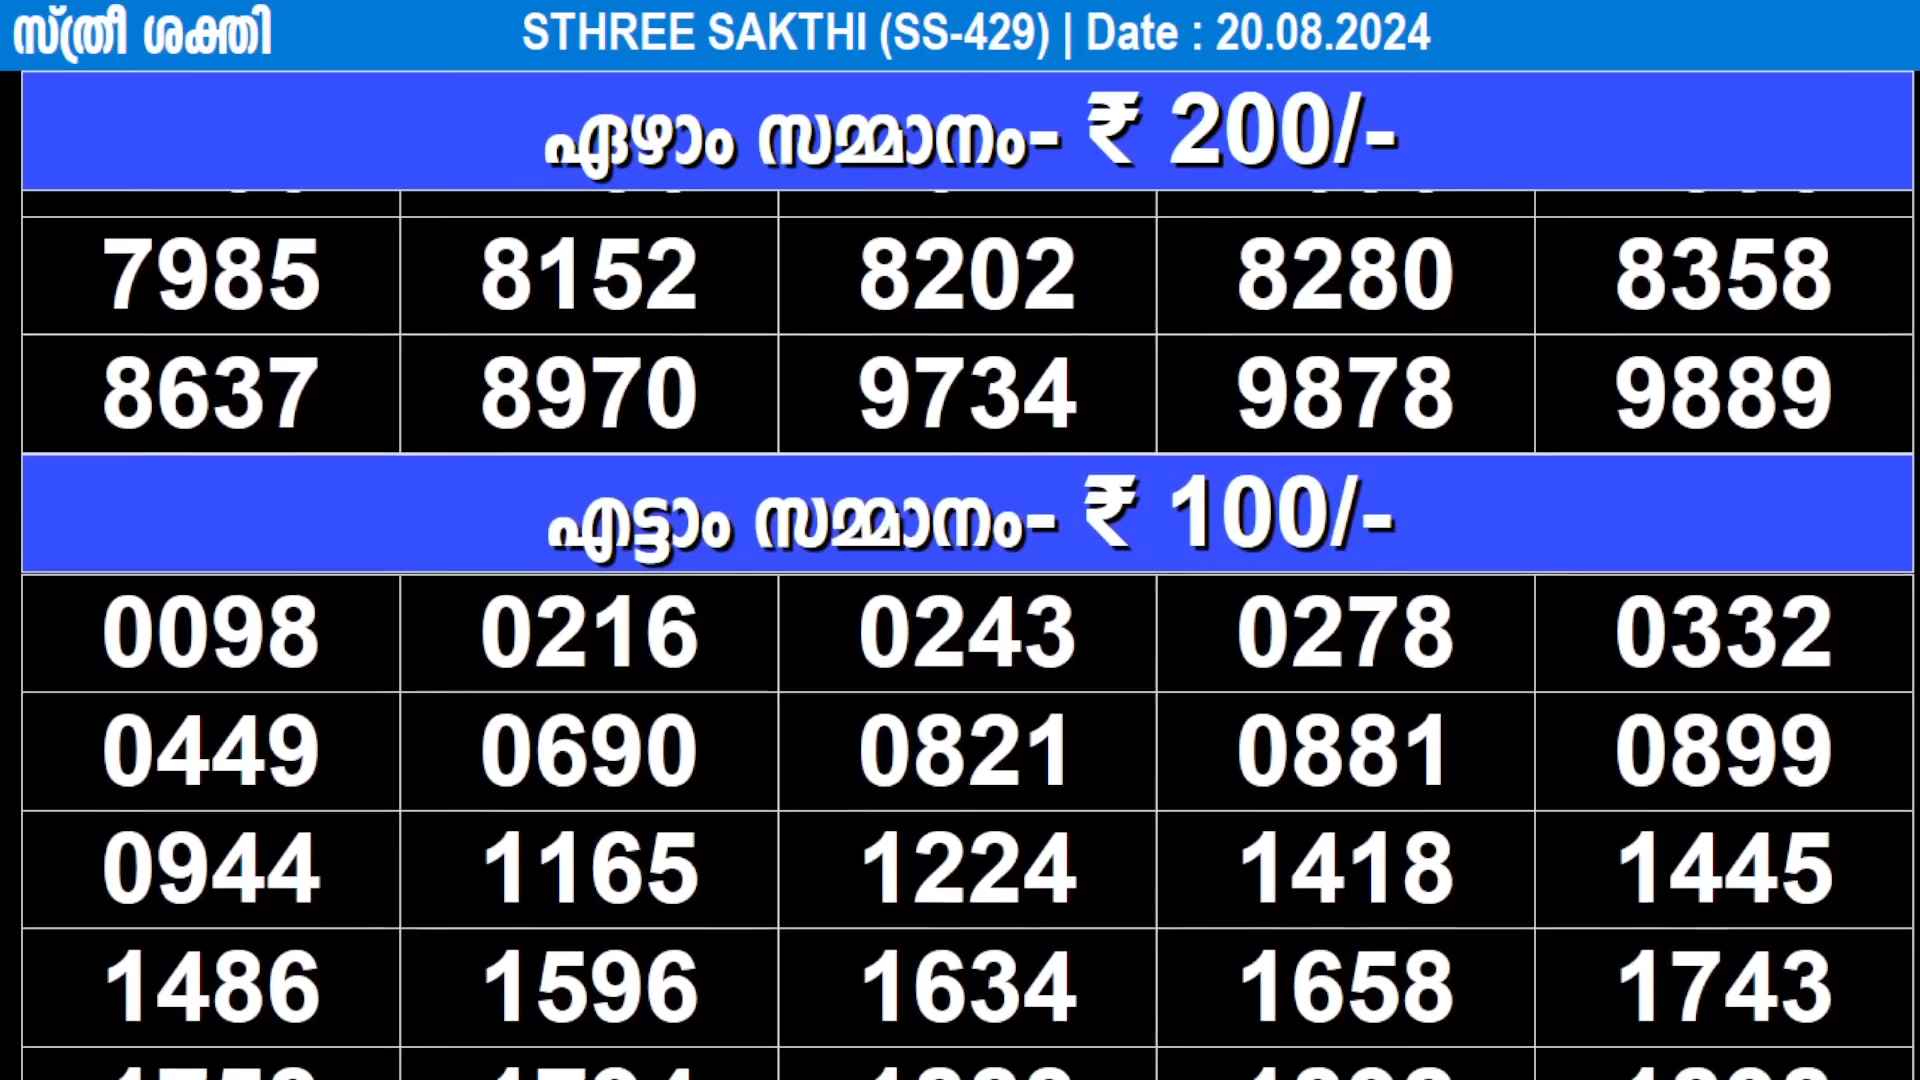 സ്ത്രീ ശക്തി STHREE SAKTHI (SS-429) | Date : 20.08.2024
ഏഴാം സമ്മാനം- ₹ 200/-
7985 8152 8202 8280 8358
8637 8970 9734 9878 9889
എട്ടാം സമ്മാനം- ₹ 100/-
0098 0216 0243 0278 0332
0449 0690 0821 0881 0899
0944 1165 1224 1418 1445
1486 1596 1634 1658 1743